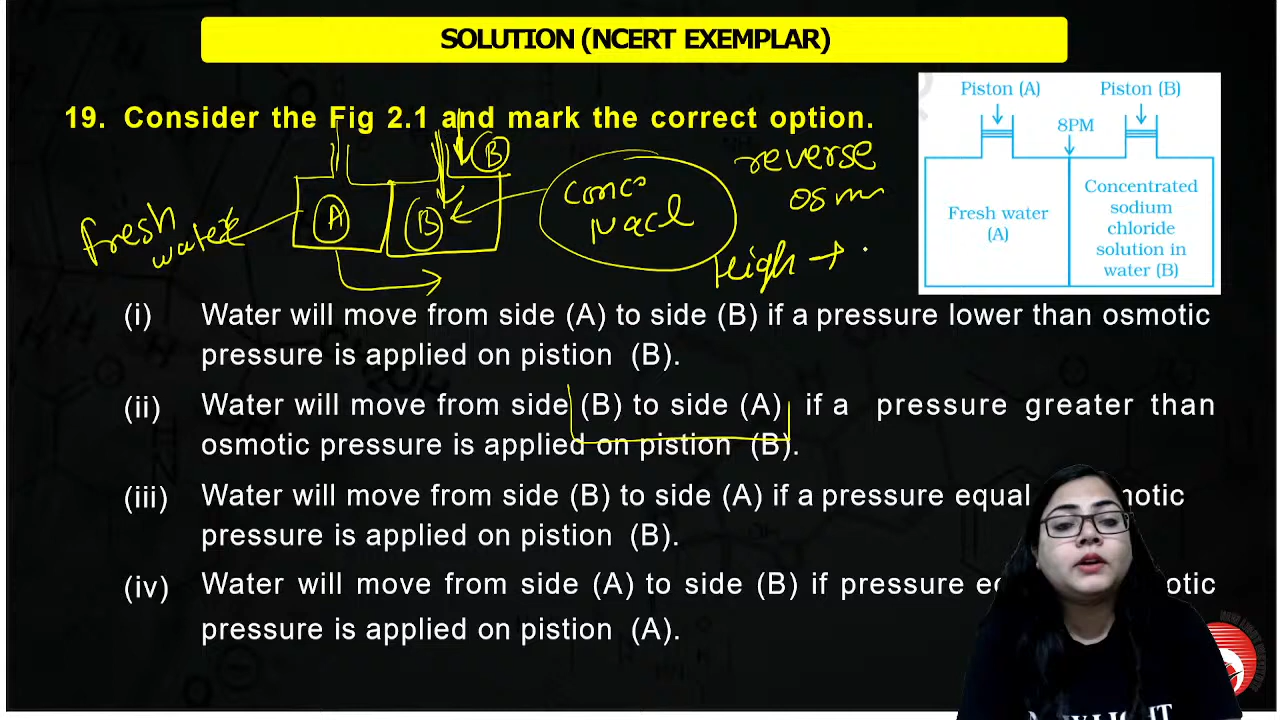 SOLUTION (NCERT EXEMPLAR)
19. Consider the Fig 2.1 and mark the correct option.
Piston (A)
Piston (B)
8PM
Fresh water
(A)
Concentrated
sodium
chloride
solution in
water (B)
fresh
water
A
B
B
conc
Nacl
reverse
osm
High →
(i) Water will move from side (A) to side (B) if a pressure lower than osmotic
pressure is applied on pistion (B).
(ii) Water will move from side (B) to side (A) if a pressure greater than
osmotic pressure is applied on pistion (B).
(iii) Water will move from side (B) to side (A) if a pressure equal
pressure is applied on pistion (B).
(iv) Water will move from side (A) to side (B) if pressure
pressure is applied on pistion (A).